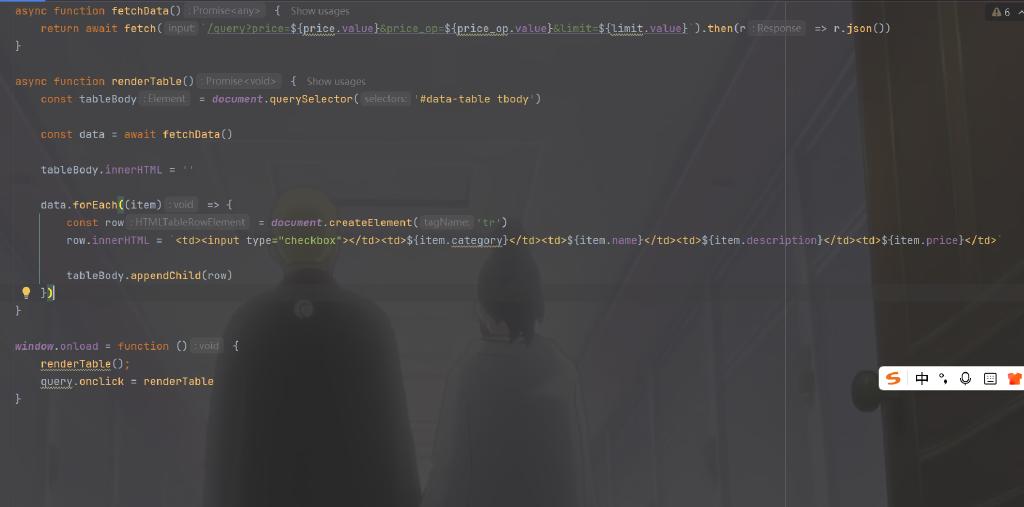 async function fetchData() : Promise<any> { Show usages
return await fetch( input: `/query?price=${price.value}&price_op=${price_op.value}&limit=${limit.value}`).then(r : Response => r.json())
}
async function renderTable() : Promise<void> { Show usages
const tableBody : Element = document.querySelector( selectors: '#data-table tbody')
const data = await fetchData()
tableBody.innerHTML = ''
data.forEach((item) : void => {
const row : HTMLTableRowElement = document.createElement( tagName: 'tr')
row.innerHTML = `<td><input type="checkbox"></td><td>${item.category}</td><td>${item.name}</td><td>${item.description}</td><td>${item.price}</td>`
tableBody.appendChild(row)
})
}
window.onload = function () : void {
renderTable();
query.onclick = renderTable
}
6
S 中